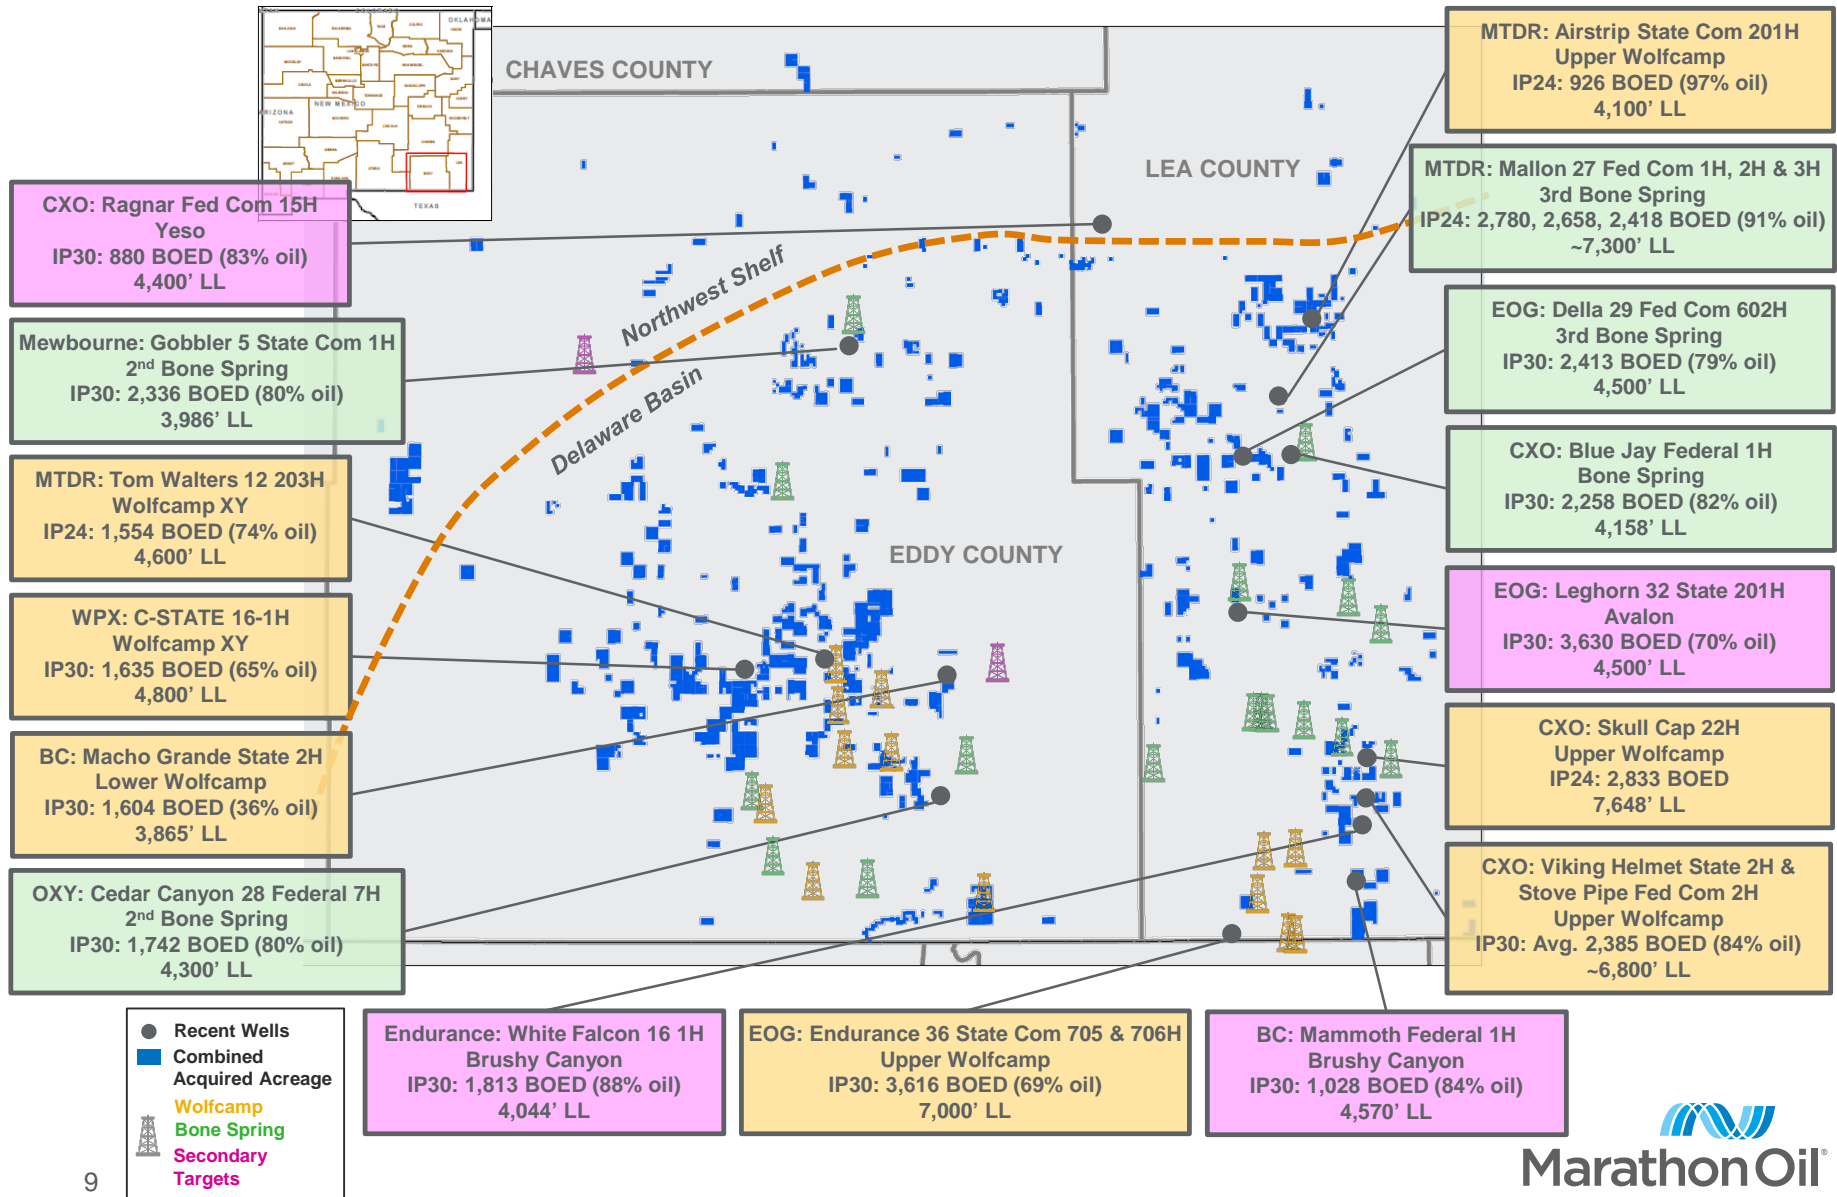 COLORADO
OKLAHOMA
NEW MEXICO
ARIZONA
TEXAS
CHAVES COUNTY
LEA COUNTY
EDDY COUNTY
Northwest Shelf
Delaware Basin
CXO: Ragnar Fed Com 15H
Yeso
IP30: 880 BOED (83% oil)
4,400’ LL
Mewbourne: Gobbler 5 State Com 1H
2nd Bone Spring
IP30: 2,336 BOED (80% oil)
3,986’ LL
MTDR: Tom Walters 12 203H
Wolfcamp XY
IP24: 1,554 BOED (74% oil)
4,600’ LL
WPX: C-STATE 16-1H
Wolfcamp XY
IP30: 1,635 BOED (65% oil)
4,800’ LL
BC: Macho Grande State 2H
Lower Wolfcamp
IP30: 1,604 BOED (36% oil)
3,865’ LL
OXY: Cedar Canyon 28 Federal 7H
2nd Bone Spring
IP30: 1,742 BOED (80% oil)
4,300’ LL
MTDR: Airstrip State Com 201H
Upper Wolfcamp
IP24: 926 BOED (97% oil)
4,100’ LL
MTDR: Mallon 27 Fed Com 1H, 2H & 3H
3rd Bone Spring
IP24: 2,780, 2,658, 2,418 BOED (91% oil)
~7,300’ LL
EOG: Della 29 Fed Com 602H
3rd Bone Spring
IP30: 2,413 BOED (79% oil)
4,500’ LL
CXO: Blue Jay Federal 1H
Bone Spring
IP30: 2,258 BOED (82% oil)
4,158’ LL
EOG: Leghorn 32 State 201H
Avalon
IP30: 3,630 BOED (70% oil)
4,500’ LL
CXO: Skull Cap 22H
Upper Wolfcamp
IP24: 2,833 BOED
7,648’ LL
CXO: Viking Helmet State 2H &
Stove Pipe Fed Com 2H
Upper Wolfcamp
IP30: Avg. 2,385 BOED (84% oil)
~6,800’ LL
Endurance: White Falcon 16 1H
Brushy Canyon
IP30: 1,813 BOED (88% oil)
4,044’ LL
EOG: Endurance 36 State Com 705 & 706H
Upper Wolfcamp
IP30: 3,616 BOED (69% oil)
7,000’ LL
BC: Mammoth Federal 1H
Brushy Canyon
IP30: 1,028 BOED (84% oil)
4,570’ LL
Recent Wells
Combined
Acquired Acreage
Wolfcamp
Bone Spring
Secondary
Targets
9
Marathon Oil®